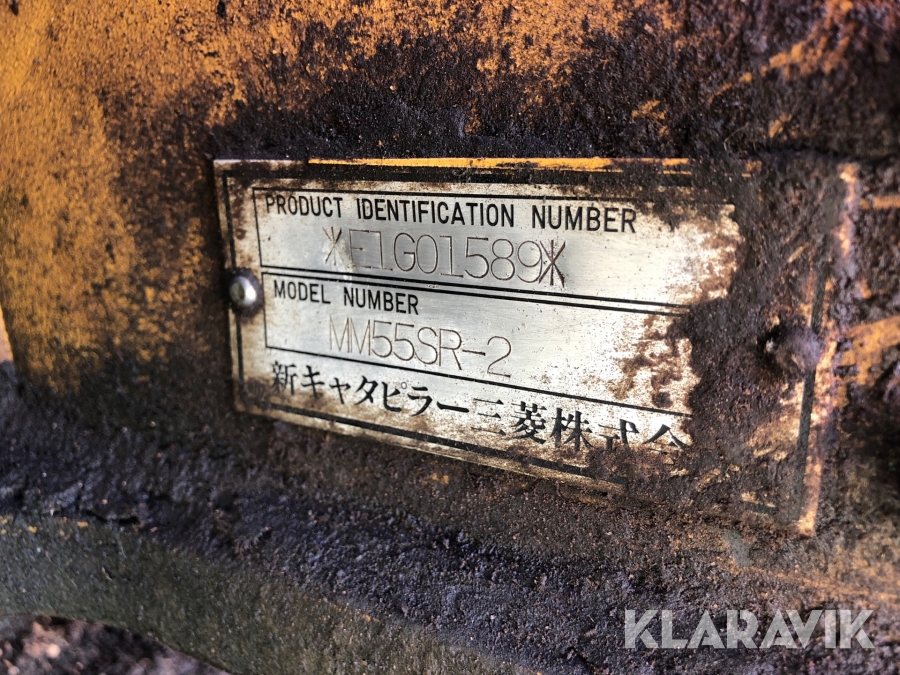 PRODUCT IDENTIFICATION NUMBER
*E1G01589*
MODEL NUMBER
MM55SR-2
新キャタピラー三菱株式会
KLARAVIK